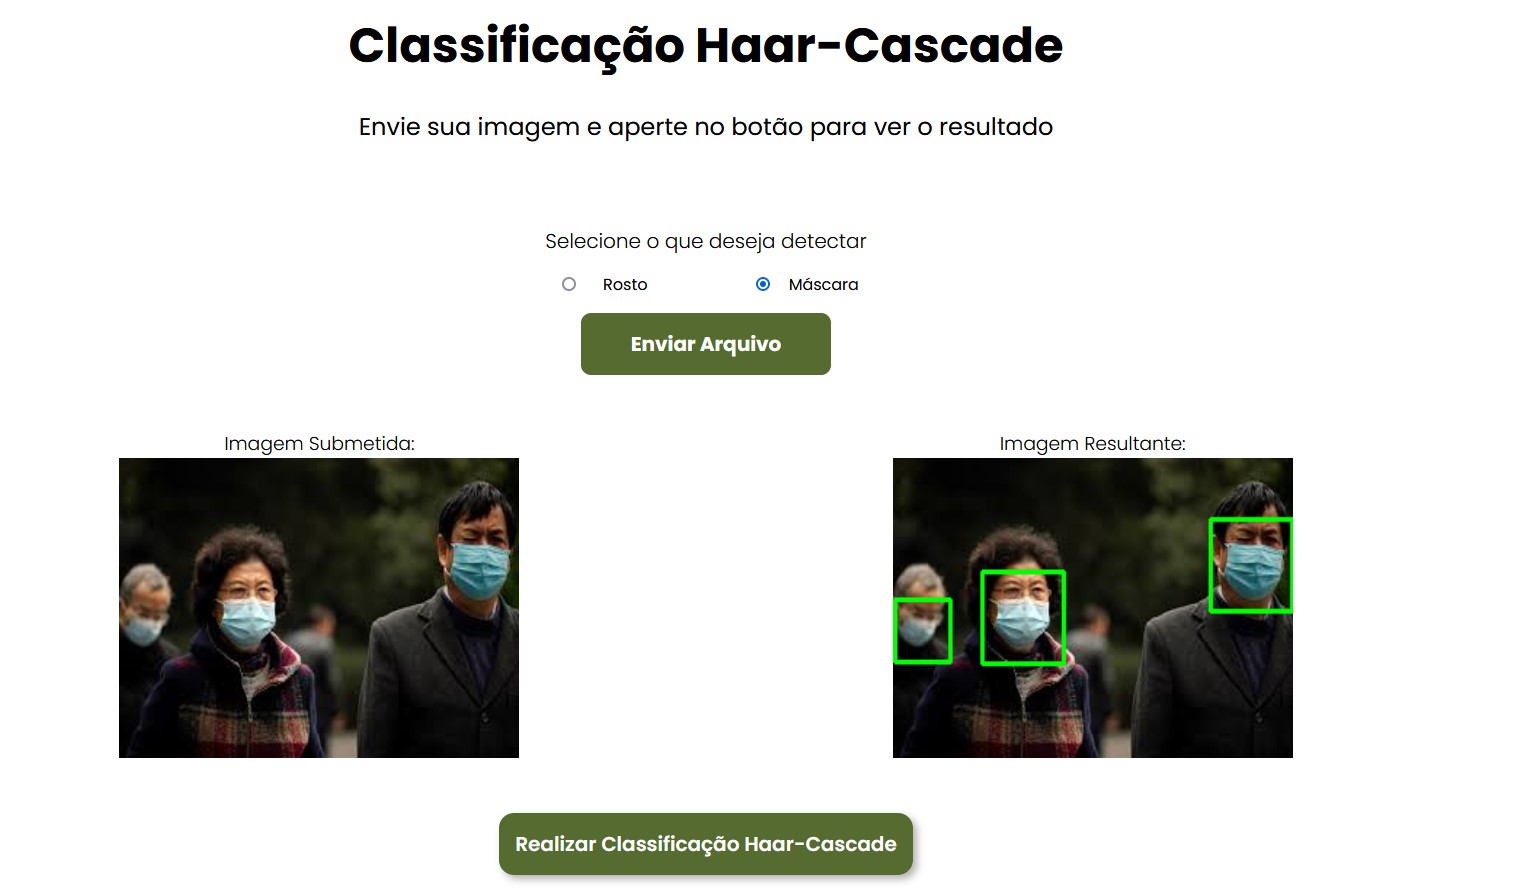 Classificação Haar-Cascade
Envie sua imagem e aperte no botão para ver o resultado
Selecione o que deseja detectar
Rosto Máscara
Enviar Arquivo
Imagem Submetida: Imagem Resultante:
Realizar Classificação Haar-Cascade